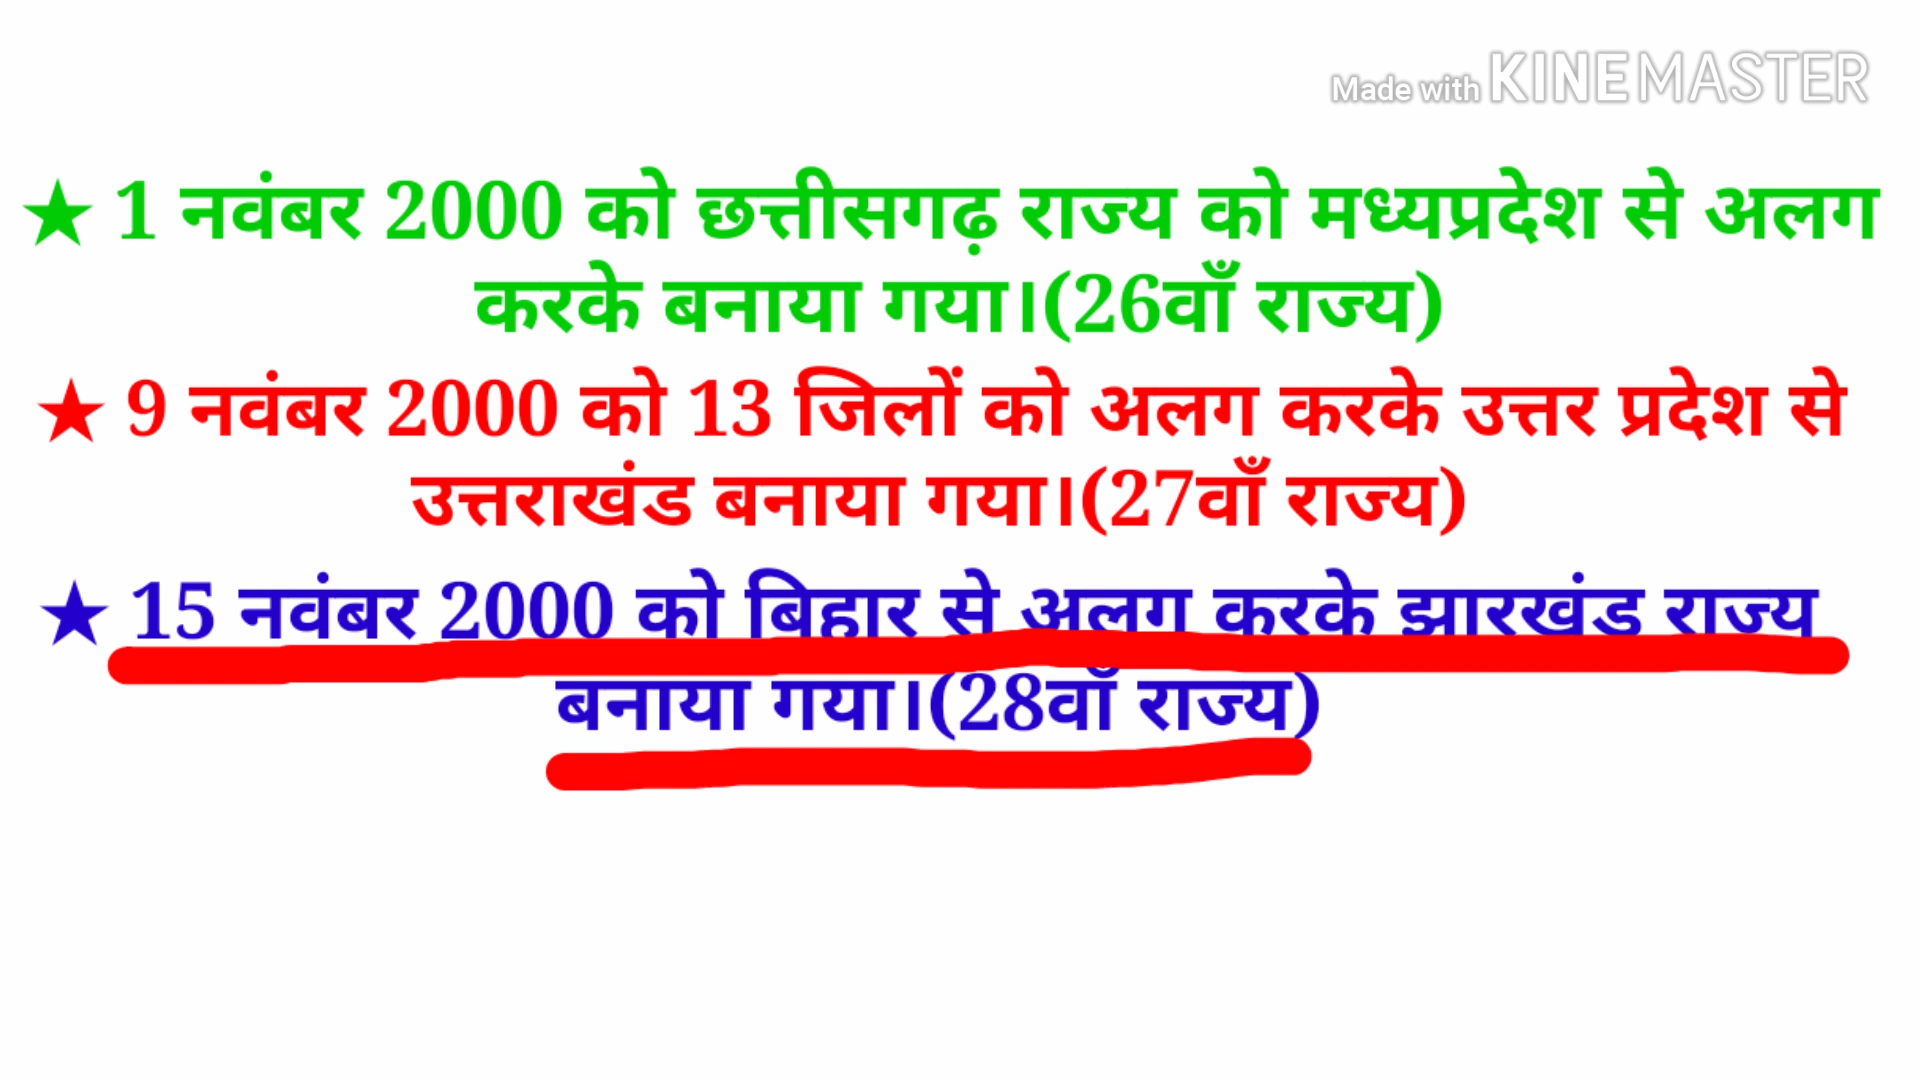 Made with KINEMASTER
★ 1 नवंबर 2000 को छत्तीसगढ़ राज्य को मध्यप्रदेश से अलग
करके बनाया गया।(26वाँ राज्य)
★ 9 नवंबर 2000 को 13 जिलों को अलग करके उत्तर प्रदेश से
उत्तराखंड बनाया गया।(27वाँ राज्य)
★ 15 नवंबर 2000 को बिहार से अलग करके झारखंड राज्य
बनाया गया।(28वाँ राज्य)